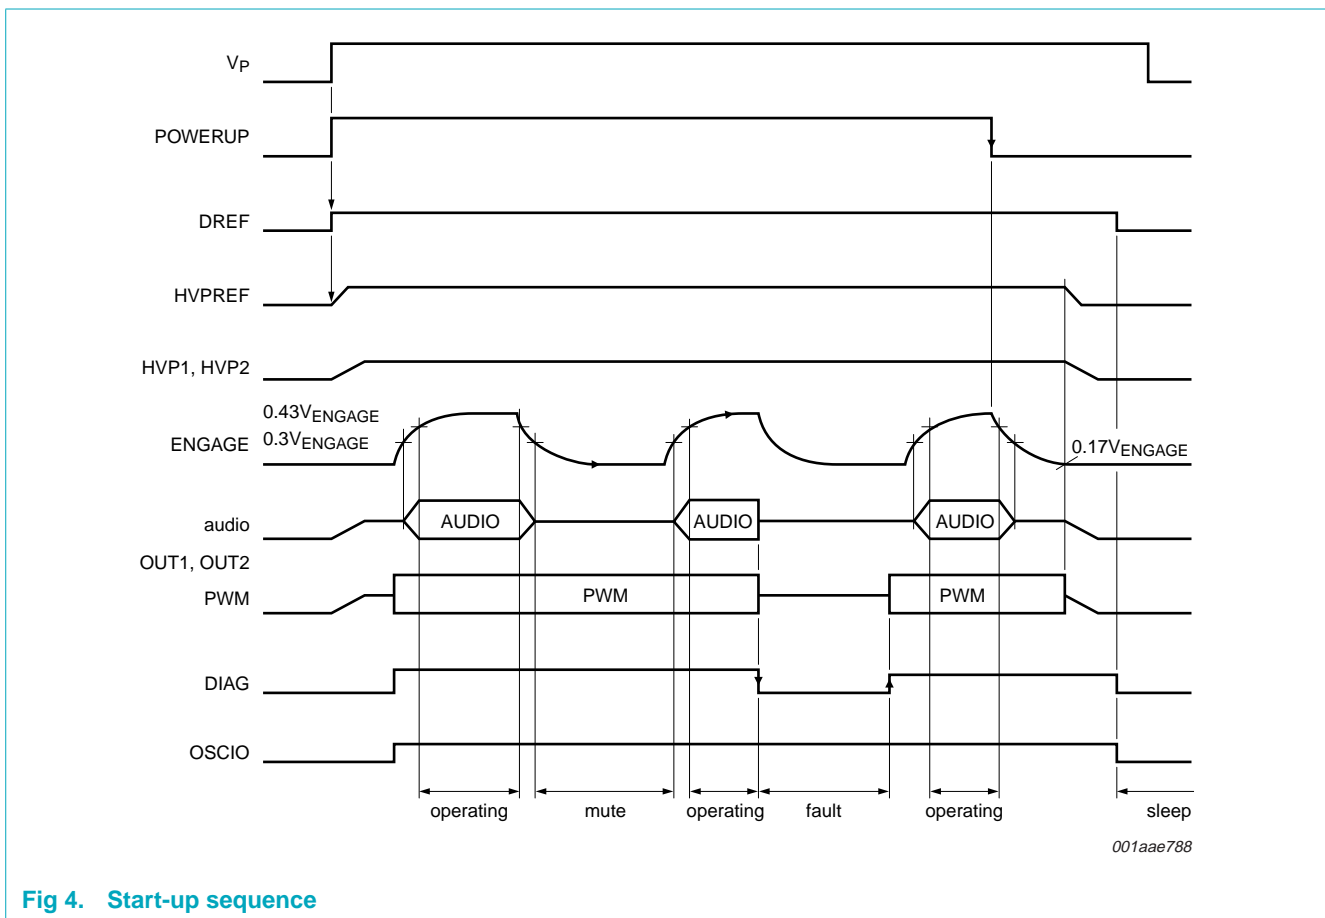 VP
POWERUP
DREF
HVPREF
HVP1, HVP2
0.43VENGAGE
0.3VENGAGE
ENGAGE
0.17VENGAGE
audio
AUDIO
AUDIO
AUDIO
OUT1, OUT2
PWM
PWM
PWM
DIAG
OSCIO
operating
mute
operating
fault
operating
sleep
001aae788
Fig 4. Start-up sequence